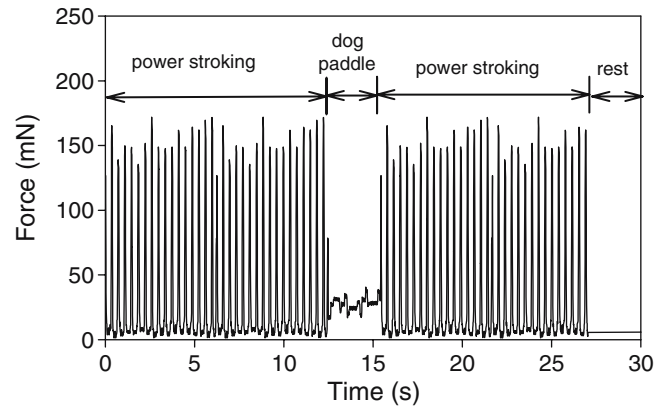 250
200
150
100
50
0
Force (mN)
power stroking
dog
paddle
power stroking
rest
0 5 10 15 20 25 30
Time (s)